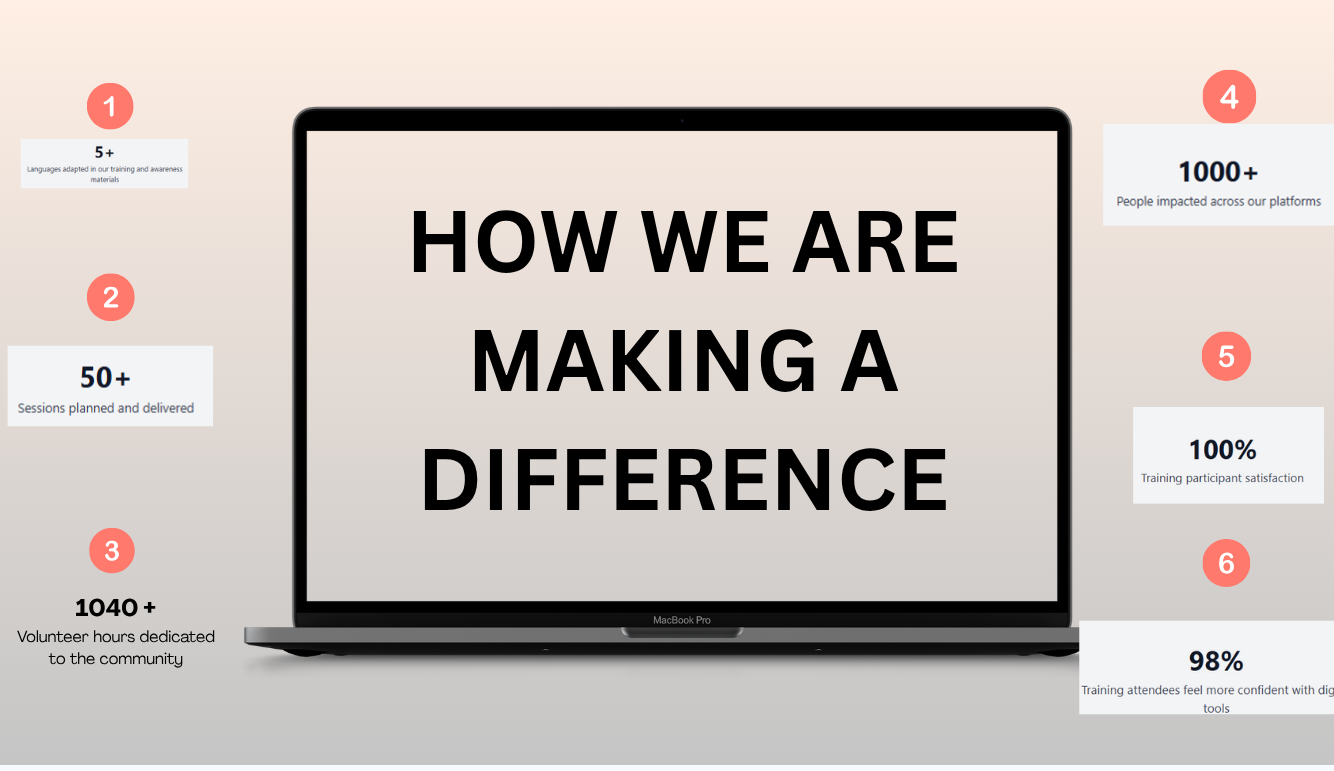 1
5+
Languages adapted in our training and awareness
materials
2
50+
Sessions planned and delivered
3
1040 +
Volunteer hours dedicated
to the community
HOW WE ARE
MAKING A
DIFFERENCE
MacBook Pro
4
1000+
People impacted across our platforms
5
100%
Training participant satisfaction
6
98%
Training attendees feel more confident with dig
tools